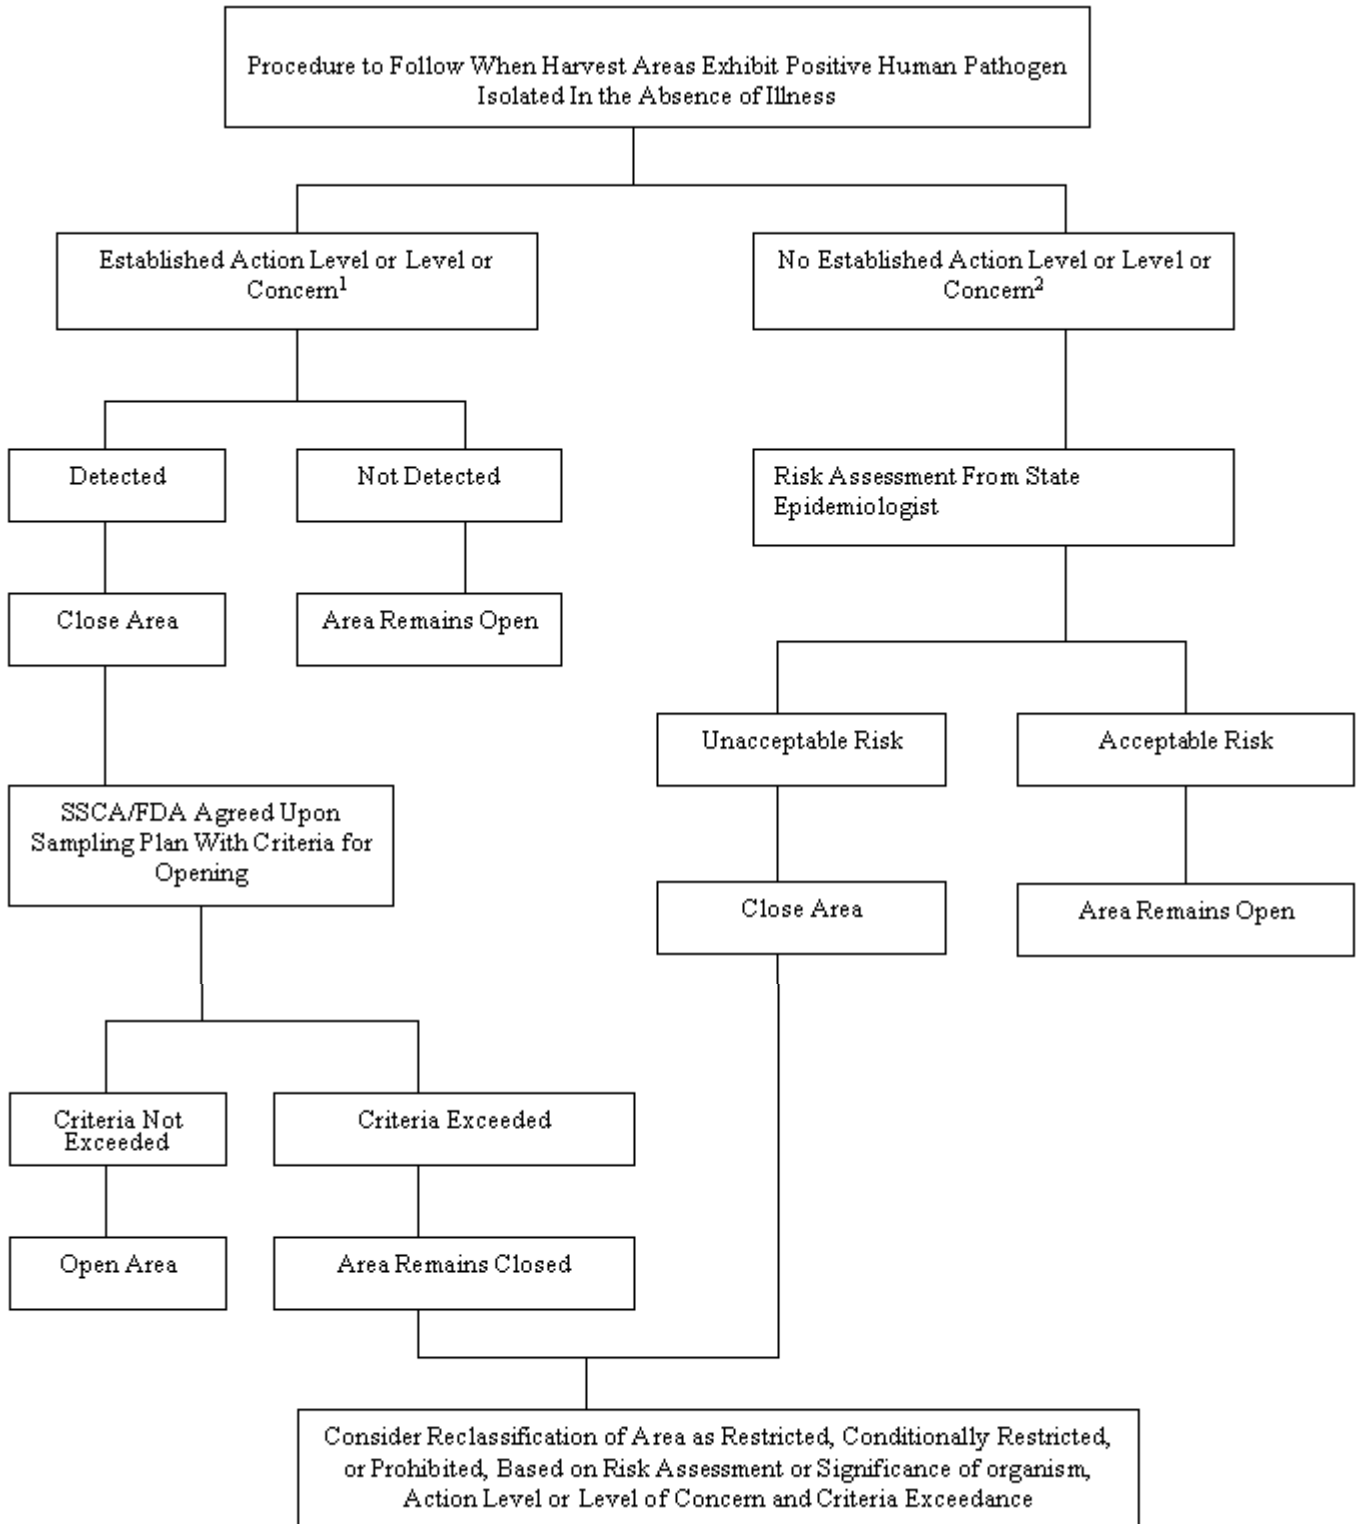 Procedure to Follow When Harvest Areas Exhibit Positive Human Pathogen
Isolated In the Absence of Illness
Established Action Level or Level or
Concern1
No Established Action Level or Level or
Concern2
Detected
Not Detected
Risk Assessment From State
Epidemiologist
Close Area
Area Remains Open
Unacceptable Risk
Acceptable Risk
SSCA/FDA Agreed Upon
Sampling Plan With Criteria for
Opening
Close Area
Area Remains Open
Criteria Not
Exceeded
Criteria Exceeded
Open Area
Area Remains Closed
Consider Reclassification of Area as Restricted, Conditionally Restricted,
or Prohibited, Based on Risk Assessment or Significance of organism,
Action Level or Level of Concern and Criteria Exceedance